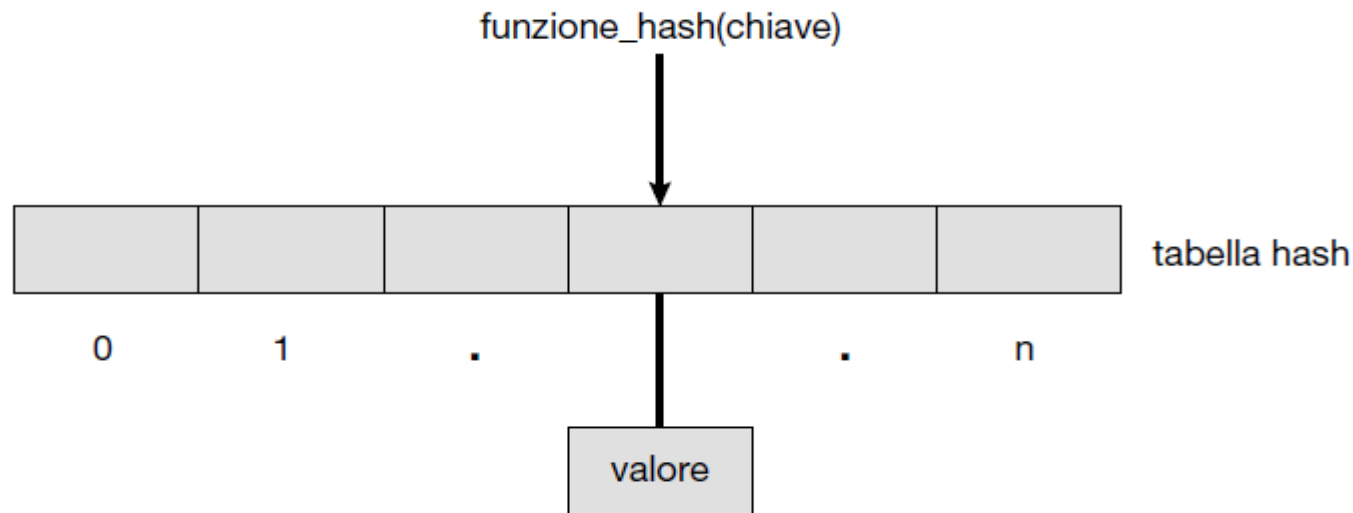 funzione_hash(chiave)
tabella hash
0 1 . . n
valore